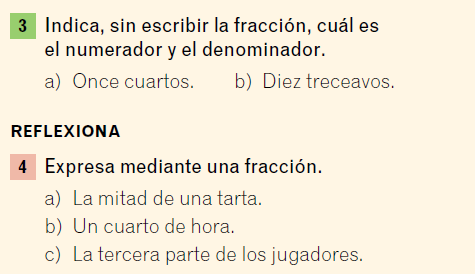 3 Indica, sin escribir la fracción, cuál es
el numerador y el denominador.
a) Once cuartos. b) Diez treceavos.
REFLEXIONA
4 Expresa mediante una fracción.
a) La mitad de una tarta.
b) Un cuarto de hora.
c) La tercera parte de los jugadores.